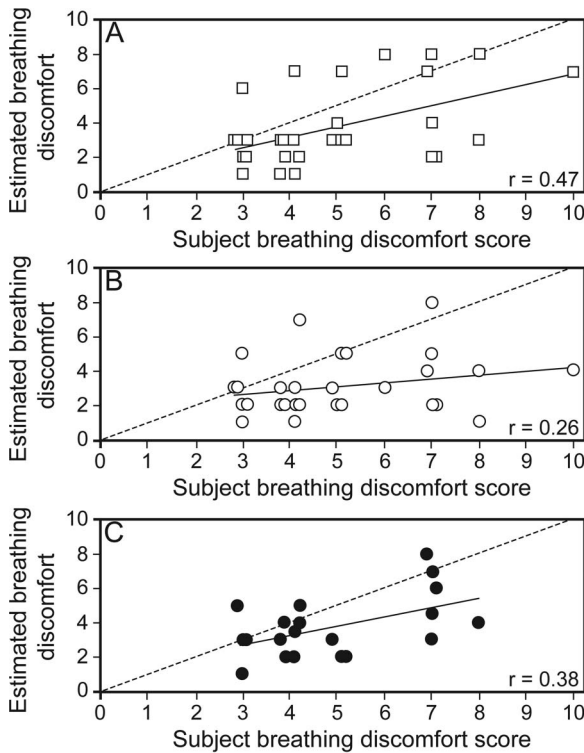 A
Estimated breathing
discomfort
10
8
6
4
2
0
0 1 2 3 4 5 6 7 8 9 10
r = 0.47
Subject breathing discomfort score
B
Estimated breathing
discomfort
10
8
6
4
2
0
0 1 2 3 4 5 6 7 8 9 10
r = 0.26
Subject breathing discomfort score
C
Estimated breathing
discomfort
10
8
6
4
2
0
0 1 2 3 4 5 6 7 8 9 10
r = 0.38
Subject breathing discomfort score